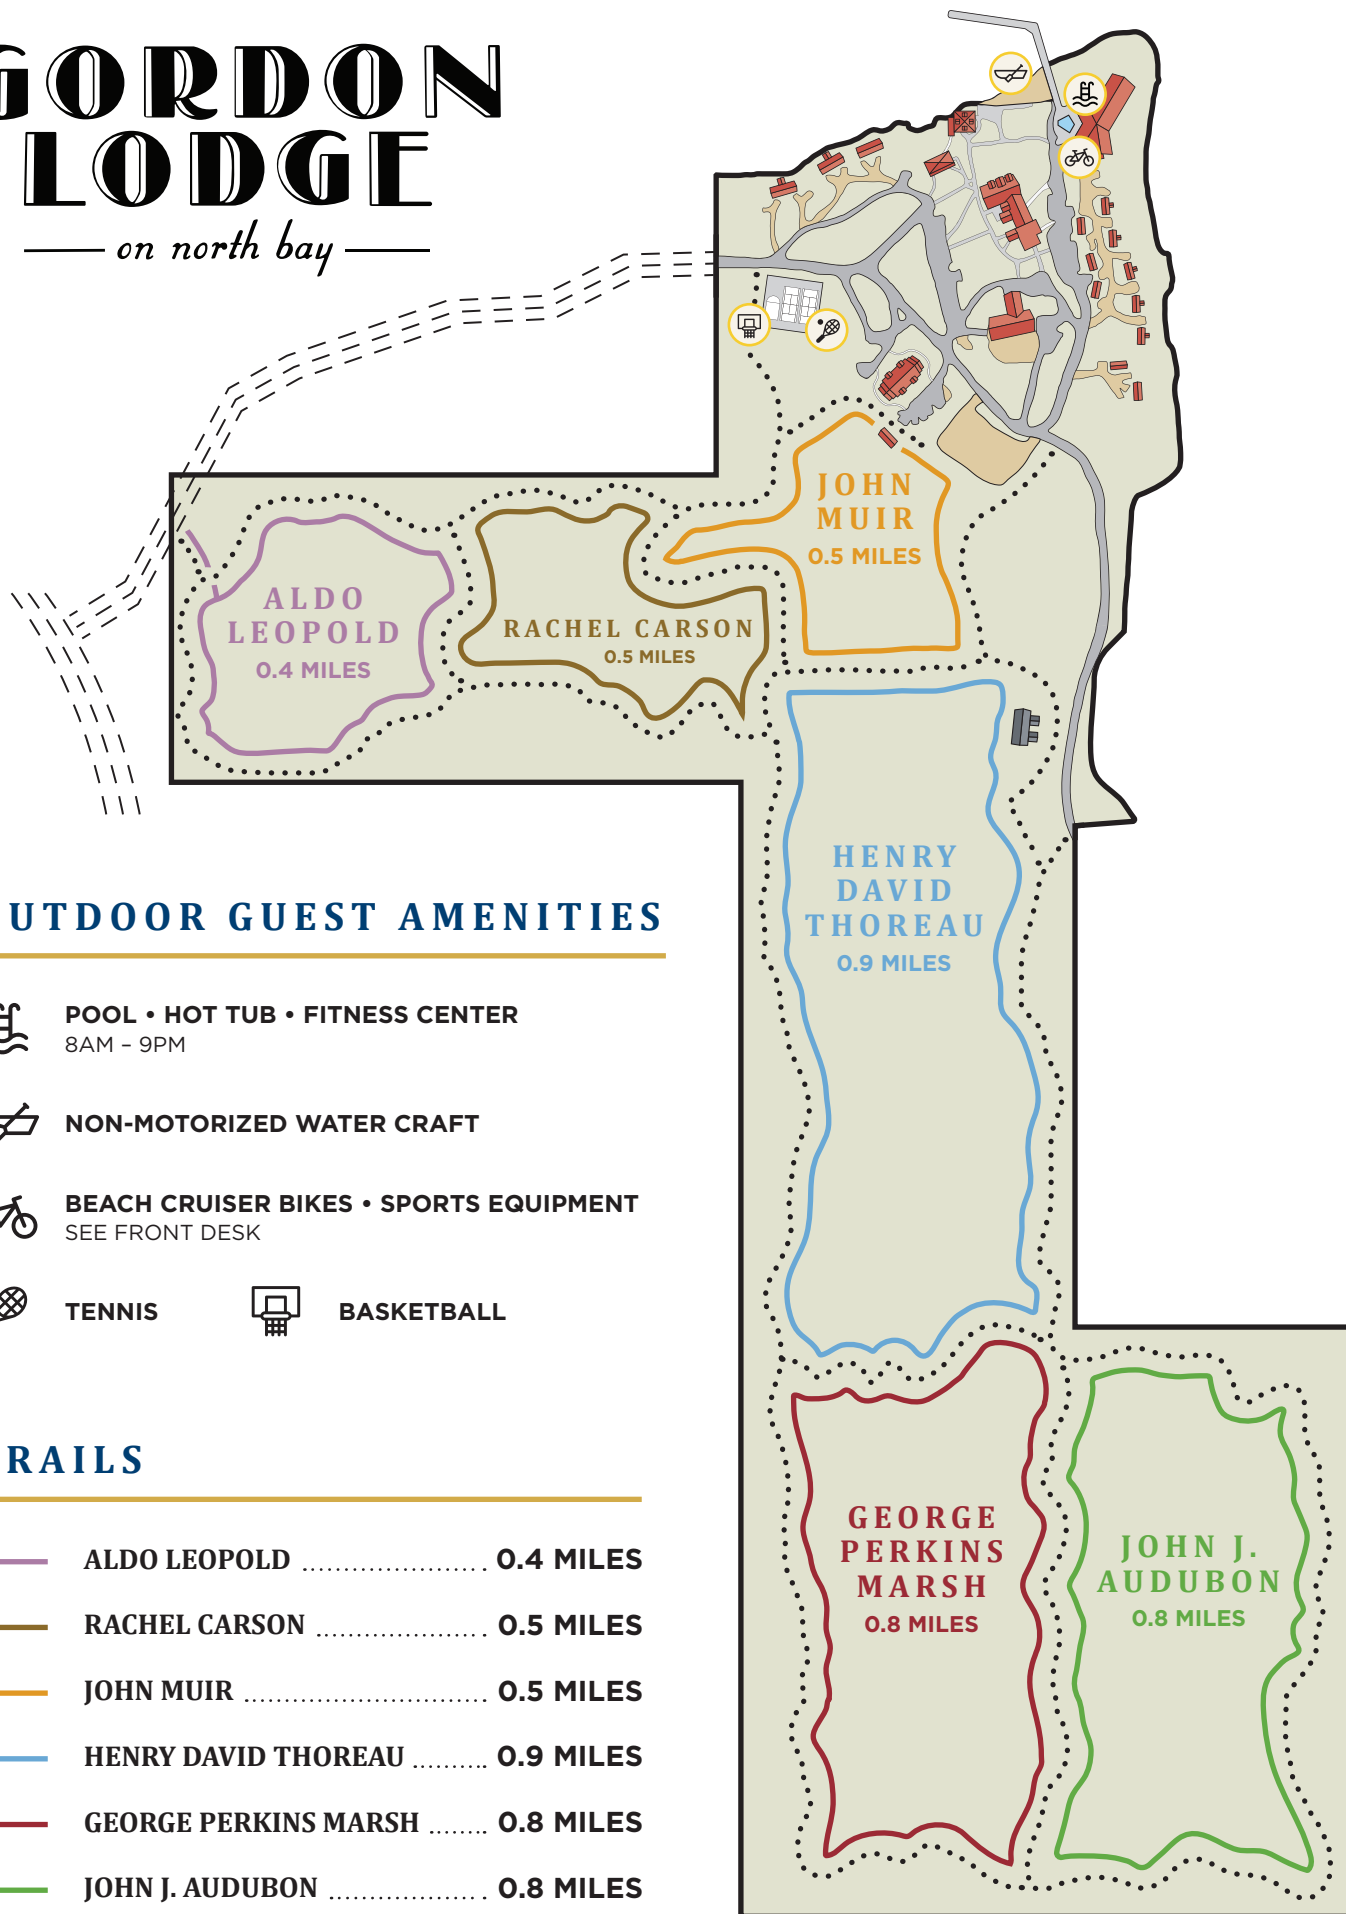 GORDON
LODGE
on north bay
JOHN
MUIR
0.5 MILES
ALDO
LEOPOLD
0.4 MILES
RACHEL CARSON
0.5 MILES
HENRY
DAVID
THOREAU
0.9 MILES
UTDOOR GUEST AMENITIES
POOL • HOT TUB • FITNESS CENTER
8AM – 9PM
NON-MOTORIZED WATER CRAFT
BEACH CRUISER BIKES • SPORTS EQUIPMENT
SEE FRONT DESK
TENNIS
BASKETBALL
GEORGE
PERKINS
MARSH
0.8 MILES
JOHN J.
AUDUBON
0.8 MILES
RAILS
ALDO LEOPOLD ........................ 0.4 MILES
RACHEL CARSON ...................... 0.5 MILES
JOHN MUIR ............................... 0.5 MILES
HENRY DAVID THOREAU ......... 0.9 MILES
GEORGE PERKINS MARSH ....... 0.8 MILES
JOHN J. AUDUBON .................... 0.8 MILES